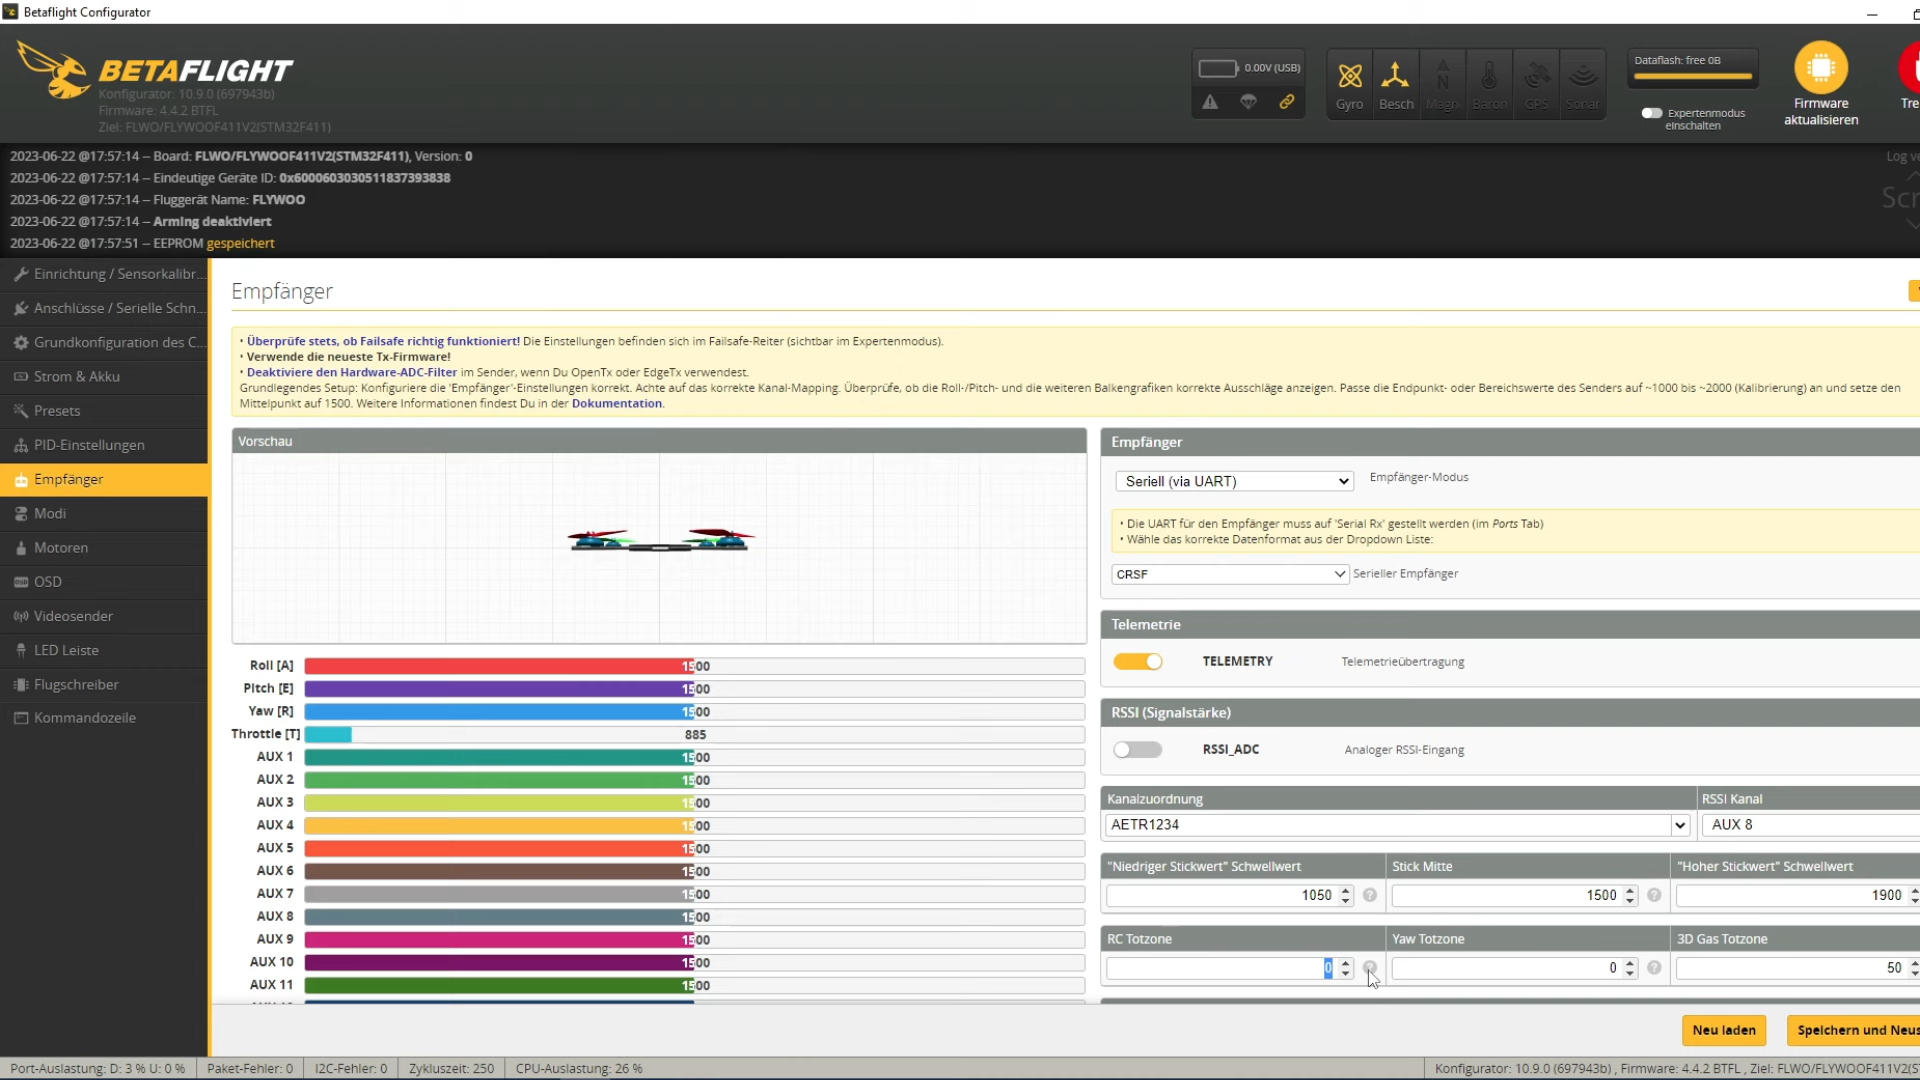 Betaflight Configurator
BETAFLIGHT
Konfigurator: 10.9.0 (697943b)
Firmware: 4.4.2 BTFL
Ziel: FLWO/FLYWOOF411V2(STM32F411)
0.00V (USB)
Gyro
Besch
Magn
Baron
GPS
Sonar
Dataflash: free 0B
Expertenmodus
einschalten
Firmware
aktualisieren
Tre
2023-06-22 @17:57:14 -- Board: FLWO/FLYWOOF411V2(STM32F411), Version: 0
2023-06-22 @17:57:14 -- Eindeutige Geräte ID: 0x6000603030511837393838
2023-06-22 @17:57:14 -- Fluggerät Name: FLYWOO
2023-06-22 @17:57:14 -- Arming deaktiviert
2023-06-22 @17:57:51 -- EEPROM gespeichert
Log ve
Scr
Einrichtung / Sensorkalibr...
Anschlüsse / Serielle Schn...
Grundkonfiguration des C...
Strom & Akku
Presets
PID-Einstellungen
Empfänger
Modi
Motoren
OSD
Videosender
LED Leiste
Flugschreiber
Kommandozeile
Empfänger
• Überprüfe stets, ob Failsafe richtig funktioniert! Die Einstellungen befinden sich im Failsafe-Reiter (sichtbar im Expertenmodus).
• Verwende die neueste Tx-Firmware!
• Deaktiviere den Hardware-ADC-Filter im Sender, wenn Du OpenTx oder EdgeTx verwendest.
Grundlegendes Setup: Konfiguriere die 'Empfänger'-Einstellungen korrekt. Achte auf das korrekte Kanal-Mapping. Überprüfe, ob die Roll-/Pitch- und die weiteren Balkengrafiken korrekte Ausschläge anzeigen. Passe die Endpunkt- oder Bereichswerte des Senders auf ~1000 bis ~2000 (Kalibrierung) an und setze den
Mittelpunkt auf 1500. Weitere Informationen findest Du in der Dokumentation.
Vorschau
Roll [A] 1500
Pitch [E] 1500
Yaw [R] 1500
Throttle [T] 885
AUX 1 1500
AUX 2 1500
AUX 3 1500
AUX 4 1500
AUX 5 1500
AUX 6 1500
AUX 7 1500
AUX 8 1500
AUX 9 1500
AUX 10 1500
AUX 11 1500
Empfänger
Seriell (via UART) Empfänger-Modus
• Die UART für den Empfänger muss auf 'Serial Rx' gestellt werden (im Ports Tab)
• Wähle das korrekte Datenformat aus der Dropdown Liste:
CRSF Serieller Empfänger
Telemetrie
TELEMETRY Telemetrieübertragung
RSSI (Signalstärke)
RSSI_ADC Analoger RSSI-Eingang
Kanalzuordnung RSSI Kanal
AETR1234 AUX 8
"Niedriger Stickwert" Schwellwert Stick Mitte "Hoher Stickwert" Schwellwert
1050 1500 1900
RC Totzone Yaw Totzone 3D Gas Totzone
0 0 50
Neu laden Speichern und Neus
Port-Auslastung: D: 3 % U: 0 % Paket-Fehler: 0 I2C-Fehler: 0 Zykluszeit: 250 CPU-Auslastung: 26 % Konfigurator: 10.9.0 (697943b) , Firmware: 4.4.2 BTFL , Ziel: FLWO/FLYWOOF411V2(S